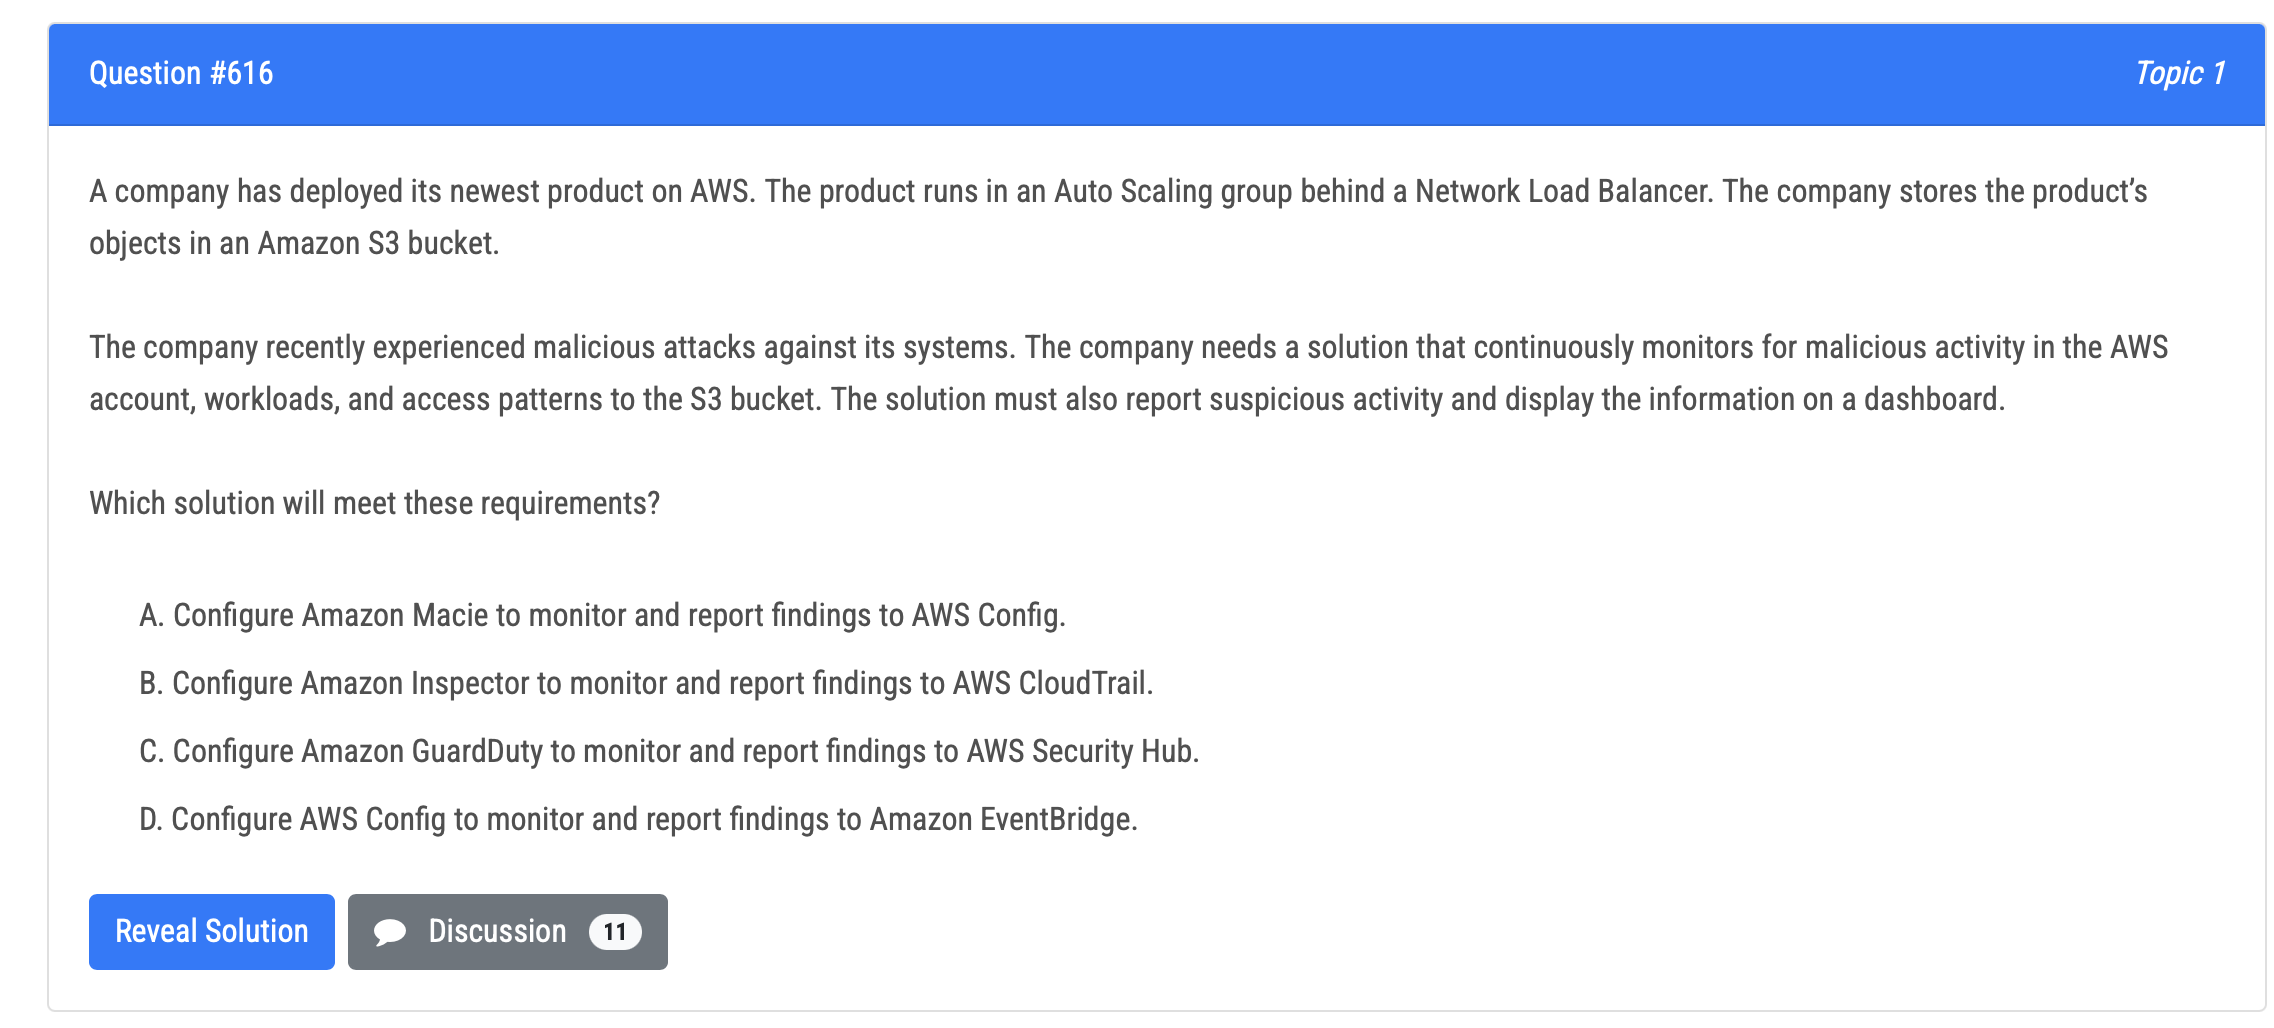 Question #616
Topic 1
A company has deployed its newest product on AWS. The product runs in an Auto Scaling group behind a Network Load Balancer. The company stores the product’s
objects in an Amazon S3 bucket.
The company recently experienced malicious attacks against its systems. The company needs a solution that continuously monitors for malicious activity in the AWS
account, workloads, and access patterns to the S3 bucket. The solution must also report suspicious activity and display the information on a dashboard.
Which solution will meet these requirements?
A. Configure Amazon Macie to monitor and report findings to AWS Config.
B. Configure Amazon Inspector to monitor and report findings to AWS CloudTrail.
C. Configure Amazon GuardDuty to monitor and report findings to AWS Security Hub.
D. Configure AWS Config to monitor and report findings to Amazon EventBridge.
Reveal Solution
Discussion 11